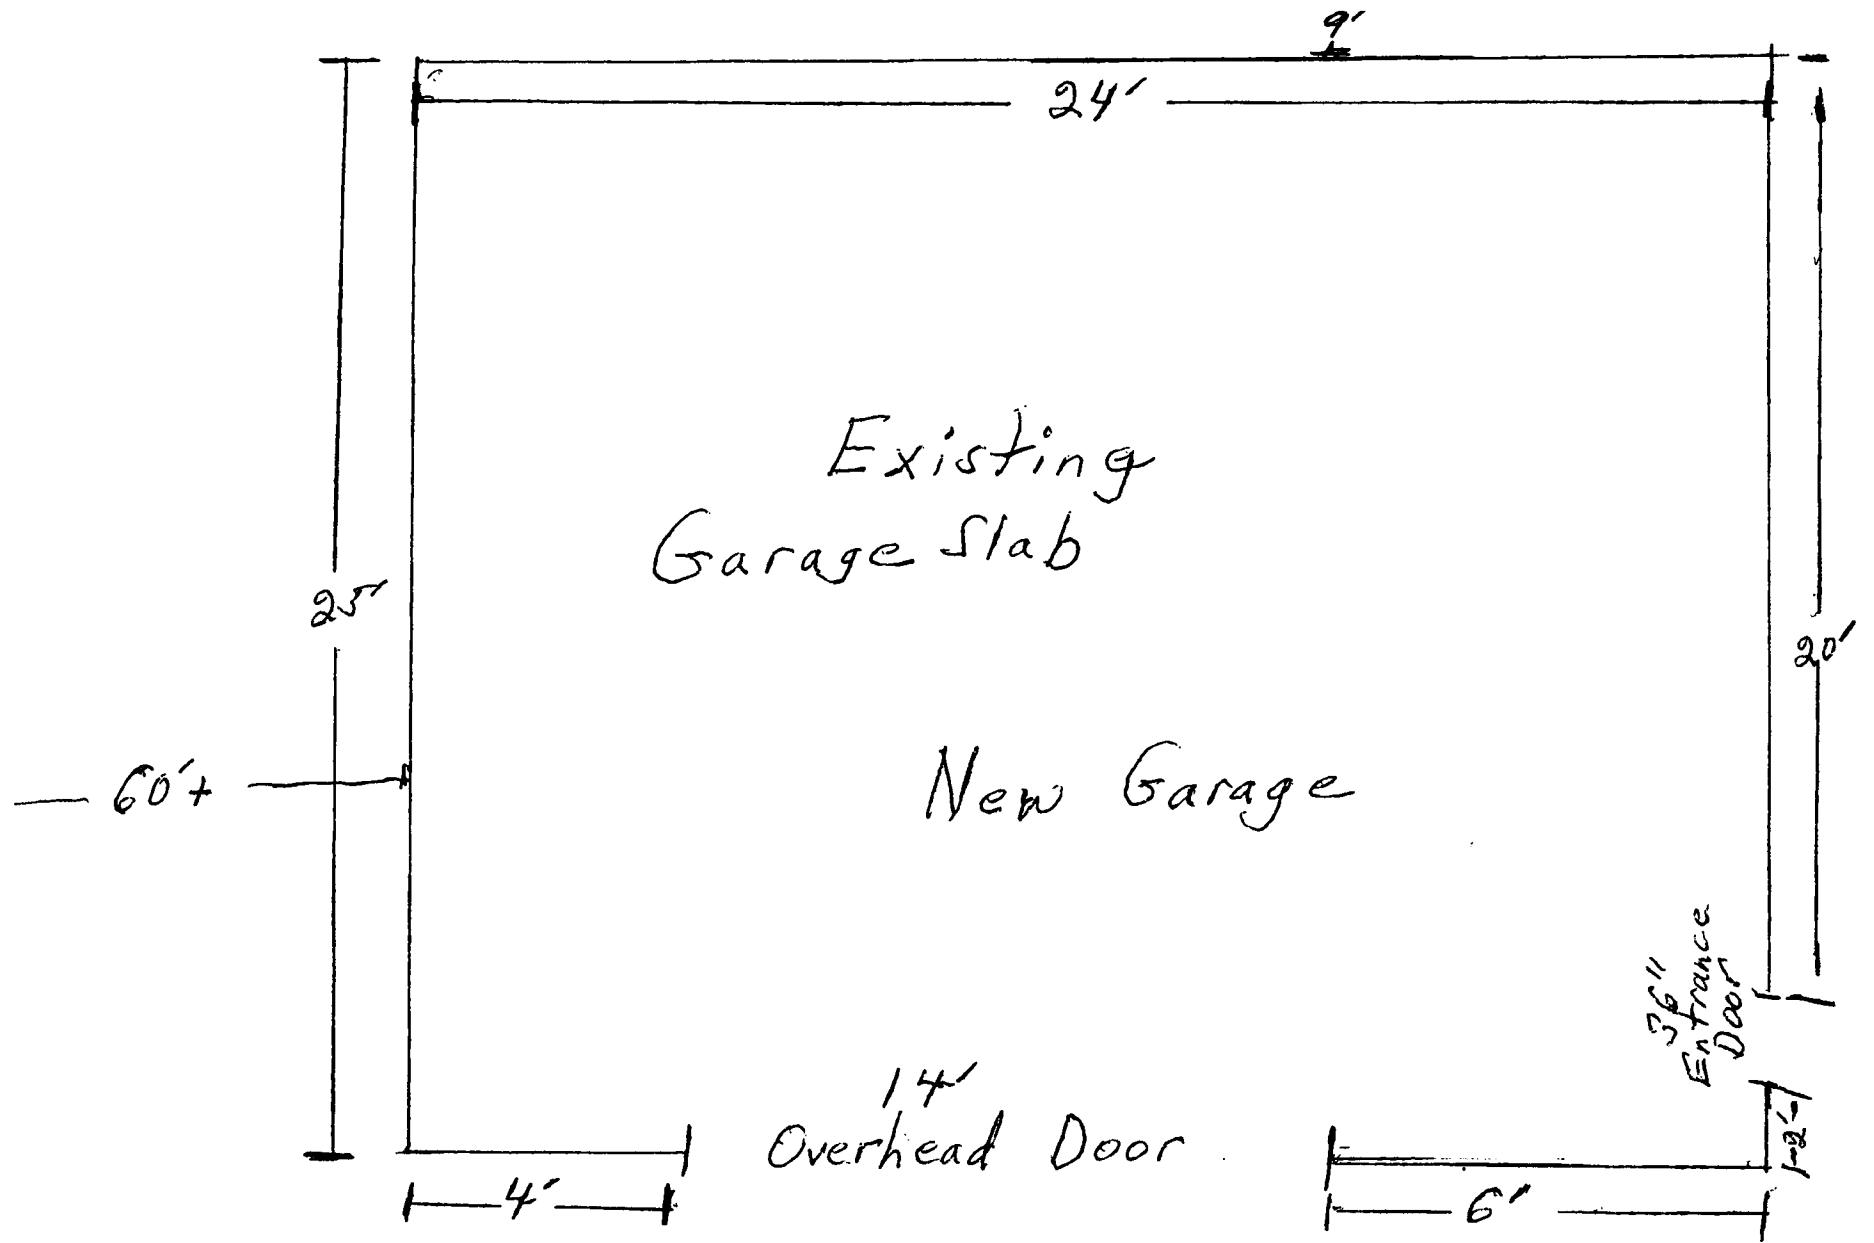 9'
24'
Existing
Garage Slab
25'
20'
60'+
New Garage
36"
Entrance
Door
14'
Overhead Door
2'
4'
6'